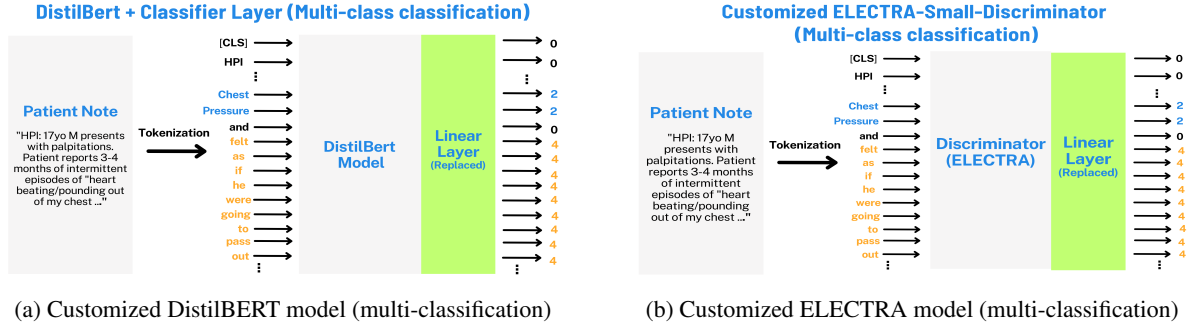 DistilBert + Classifier Layer (Multi-class classification)
Patient Note
"HPI: 17yo M presents
with palpitations.
Patient reports 3-4
months of intermittent
episodes of "heart
beating/pounding out
of my chest ..."
Tokenization
[CLS]
HPI
⋮
Chest
Pressure
and
felt
as
if
he
were
going
to
pass
out
⋮
DistilBert
Model
Linear
Layer
(Replaced)
0
0
⋮
2
2
0
4
4
4
4
4
4
4
4
4
⋮
(a) Customized DistilBERT model (multi-classification)
Customized ELECTRA-Small-Discriminator
(Multi-class classification)
Patient Note
"HPI: 17yo M
presents with
palpitations. Patient
reports 3-4 months
of intermittent
episodes of "heart
beating/pounding
out of my chest ..."
Tokenization
[CLS]
HPI
⋮
Chest
Pressure
and
felt
as
if
he
were
going
to
pass
out
⋮
Discriminator
(ELECTRA)
Linear
Layer
(Replaced)
0
0
⋮
2
2
0
4
4
4
4
4
4
4
4
4
⋮
(b) Customized ELECTRA model (multi-classification)